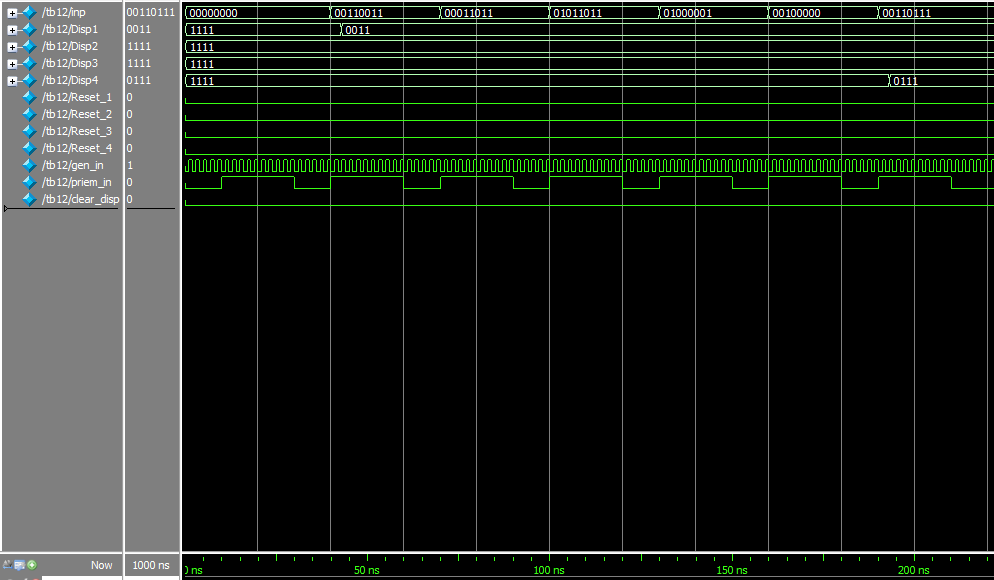 /tb12/inp 00110111 00000000 00110011 00011011 01011011 01000001 00100000 00110111
/tb12/Disp1 0011 1111 0011
/tb12/Disp2 1111 1111
/tb12/Disp3 1111 1111
/tb12/Disp4 0111 1111 0111
/tb12/Reset_1 0
/tb12/Reset_2 0
/tb12/Reset_3 0
/tb12/Reset_4 0
/tb12/gen_in 1
/tb12/priem_in 0
/tb12/clear_disp 0
Now 1000 ns ns 50 ns 100 ns 150 ns 200 ns